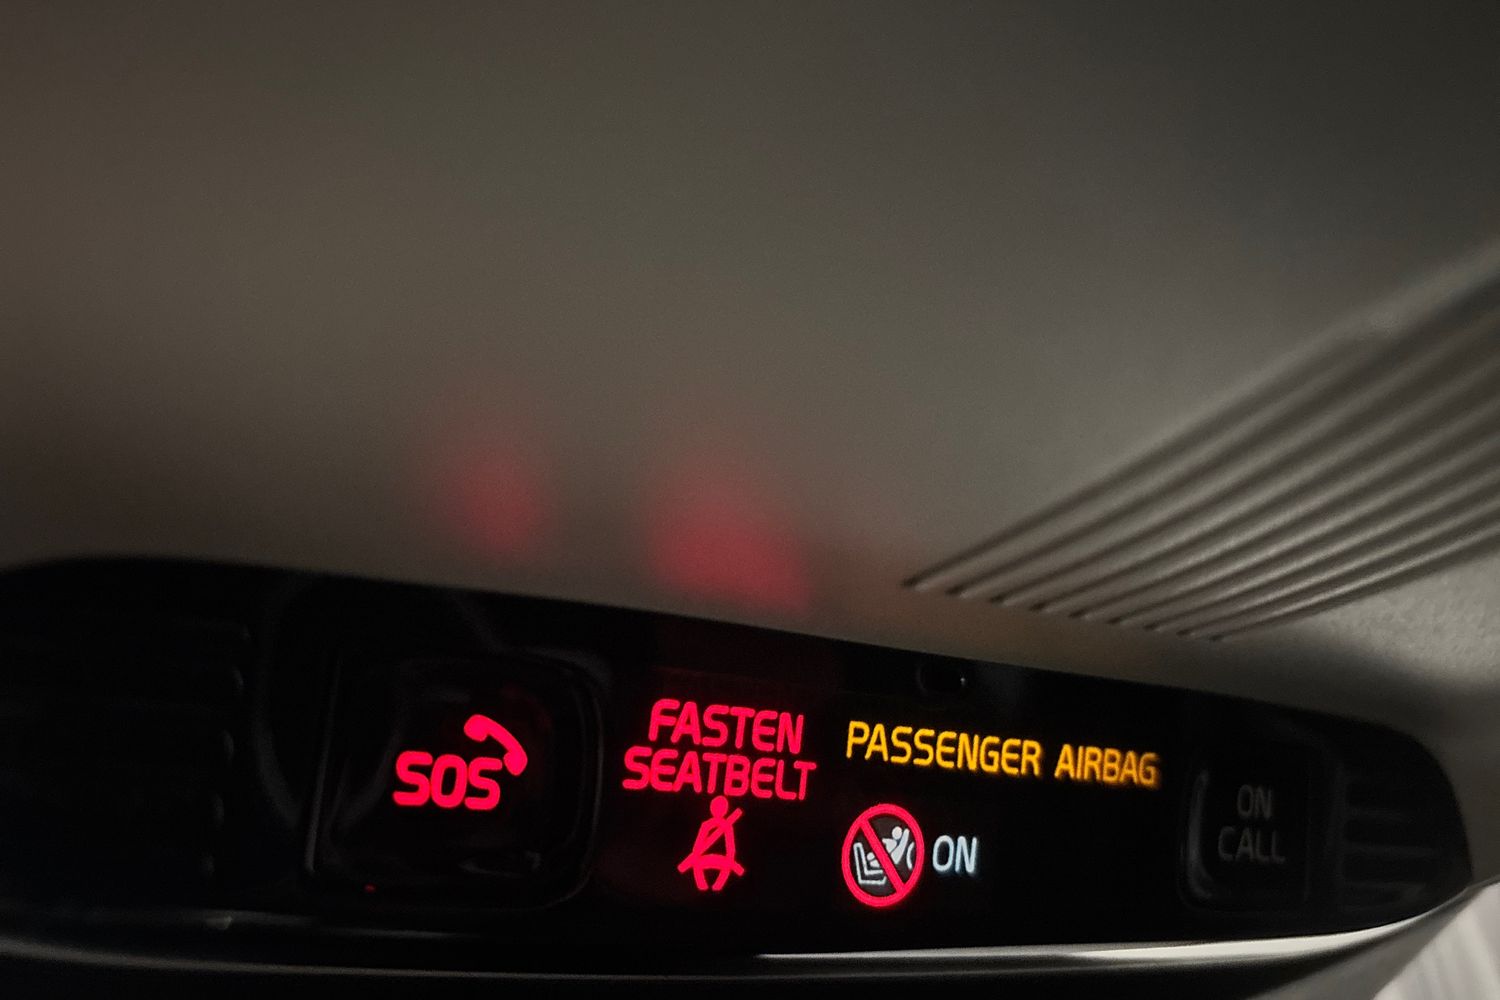 SOS
FASTEN
SEATBELT
PASSENGER AIRBAG
ON
ON
CALL